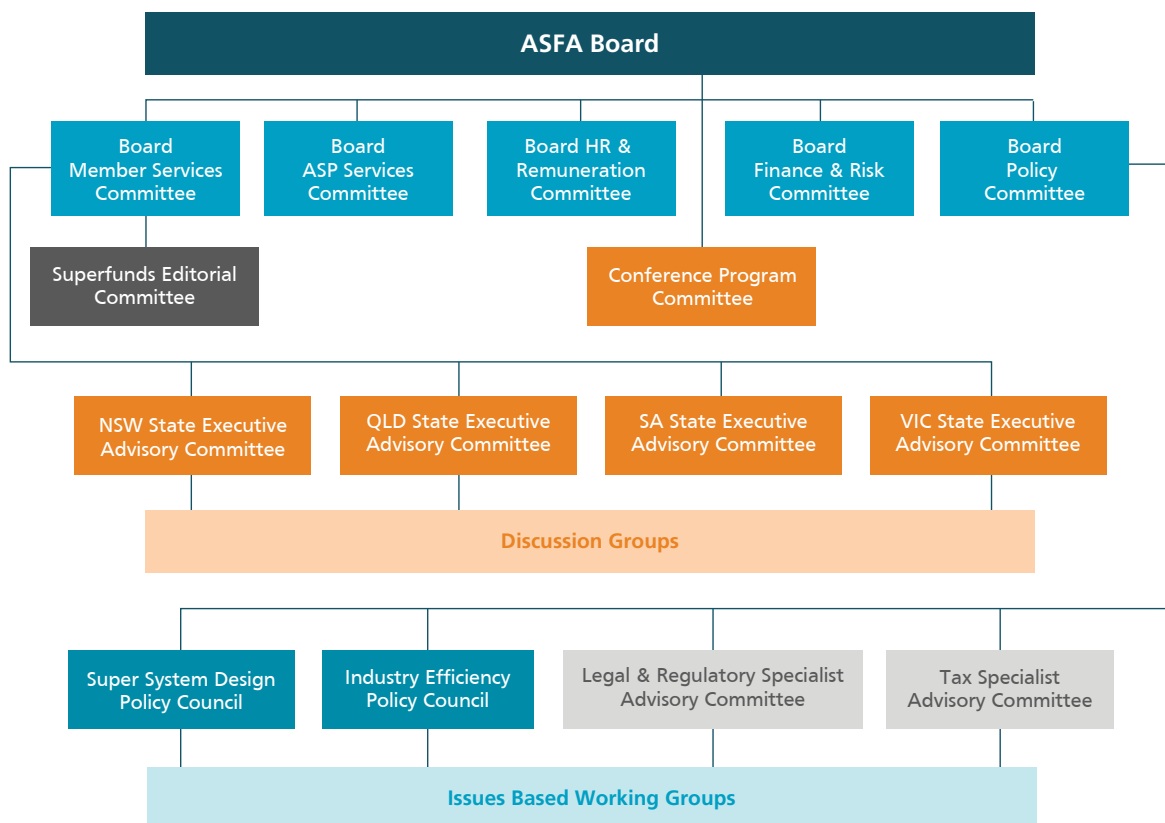 ASFA Board
Board
Member Services
Committee
Board
ASP Services
Committee
Board HR &
Remuneration
Committee
Board
Finance & Risk
Committee
Board
Policy
Committee
Superfunds Editorial
Committee
Conference Program
Committee
NSW State Executive
Advisory Committee
QLD State Executive
Advisory Committee
SA State Executive
Advisory Committee
VIC State Executive
Advisory Committee
Discussion Groups
Super System Design
Policy Council
Industry Efficiency
Policy Council
Legal & Regulatory Specialist
Advisory Committee
Tax Specialist
Advisory Committee
Issues Based Working Groups